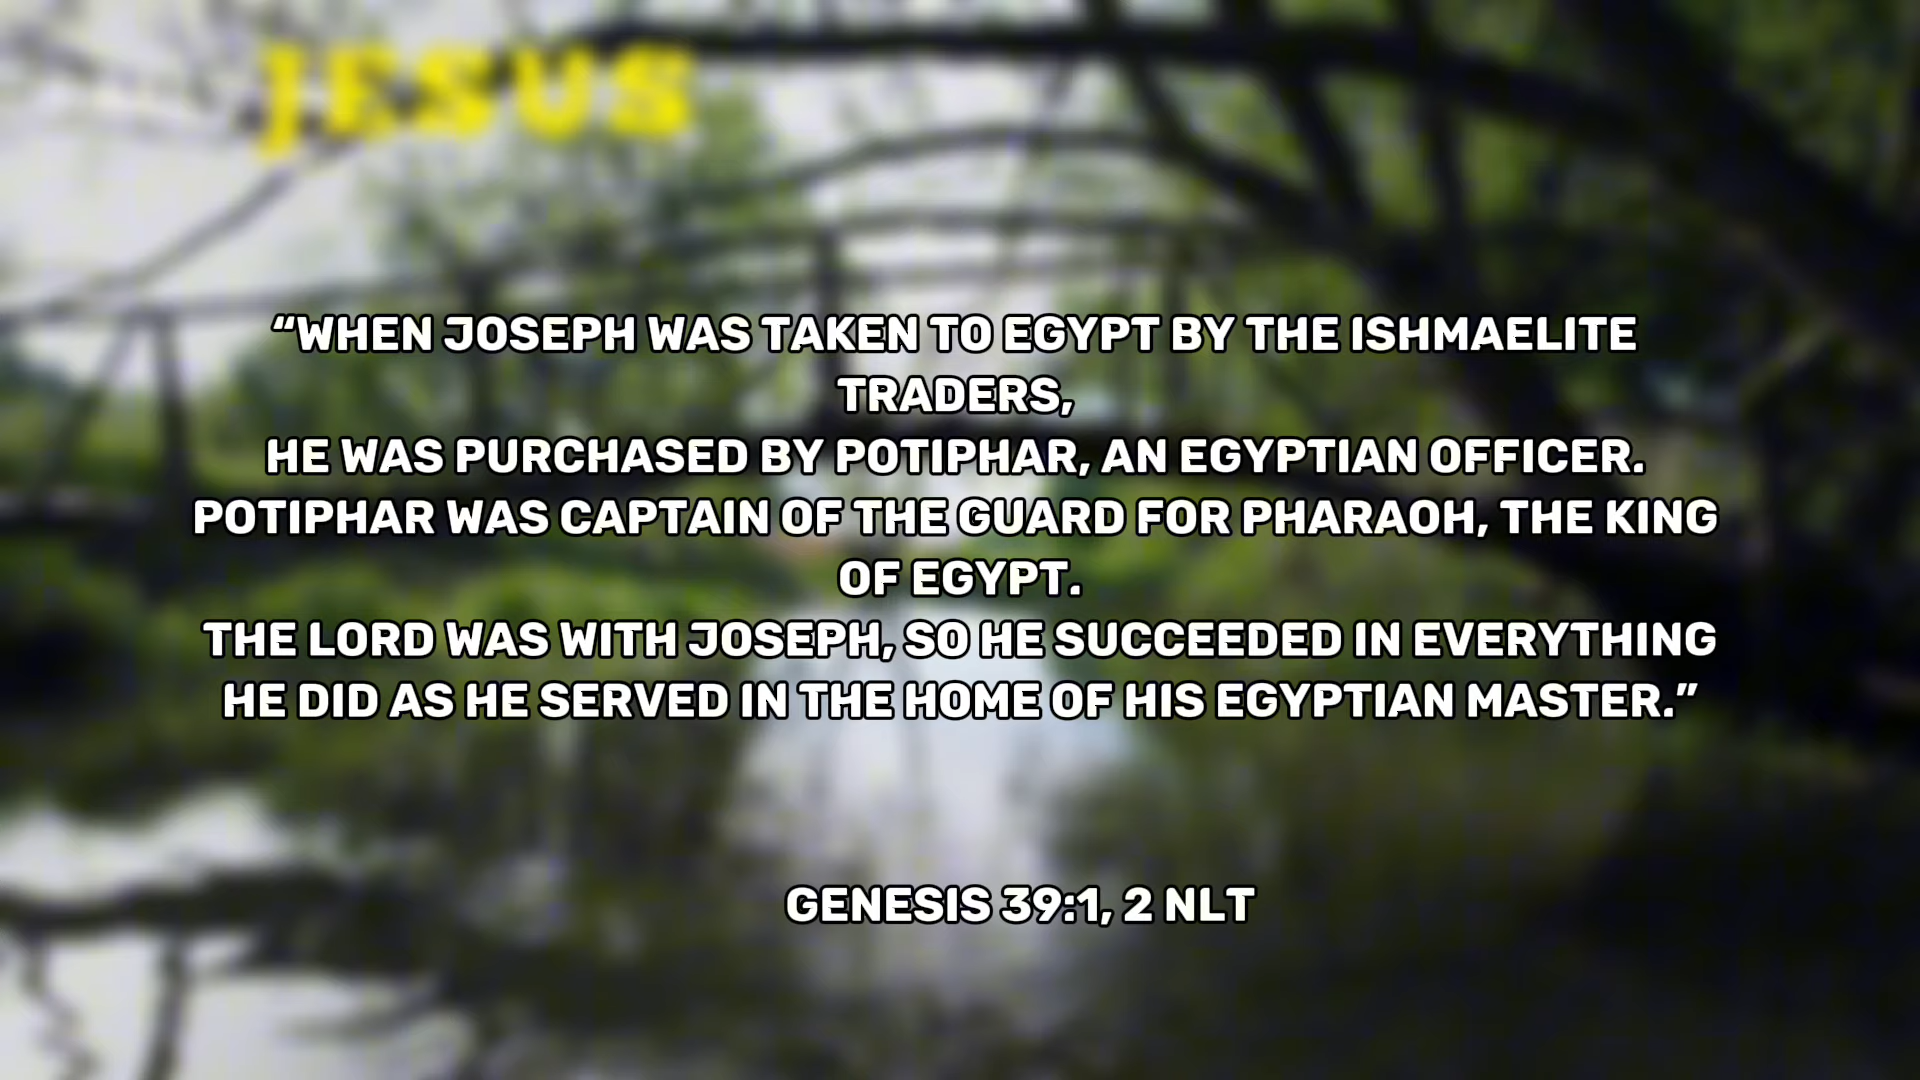 JESUS
“WHEN JOSEPH WAS TAKEN TO EGYPT BY THE ISHMAELITE
TRADERS,
HE WAS PURCHASED BY POTIPHAR, AN EGYPTIAN OFFICER.
POTIPHAR WAS CAPTAIN OF THE GUARD FOR PHARAOH, THE KING
OF EGYPT.
THE LORD WAS WITH JOSEPH, SO HE SUCCEEDED IN EVERYTHING
HE DID AS HE SERVED IN THE HOME OF HIS EGYPTIAN MASTER.”
GENESIS 39:1, 2 NLT